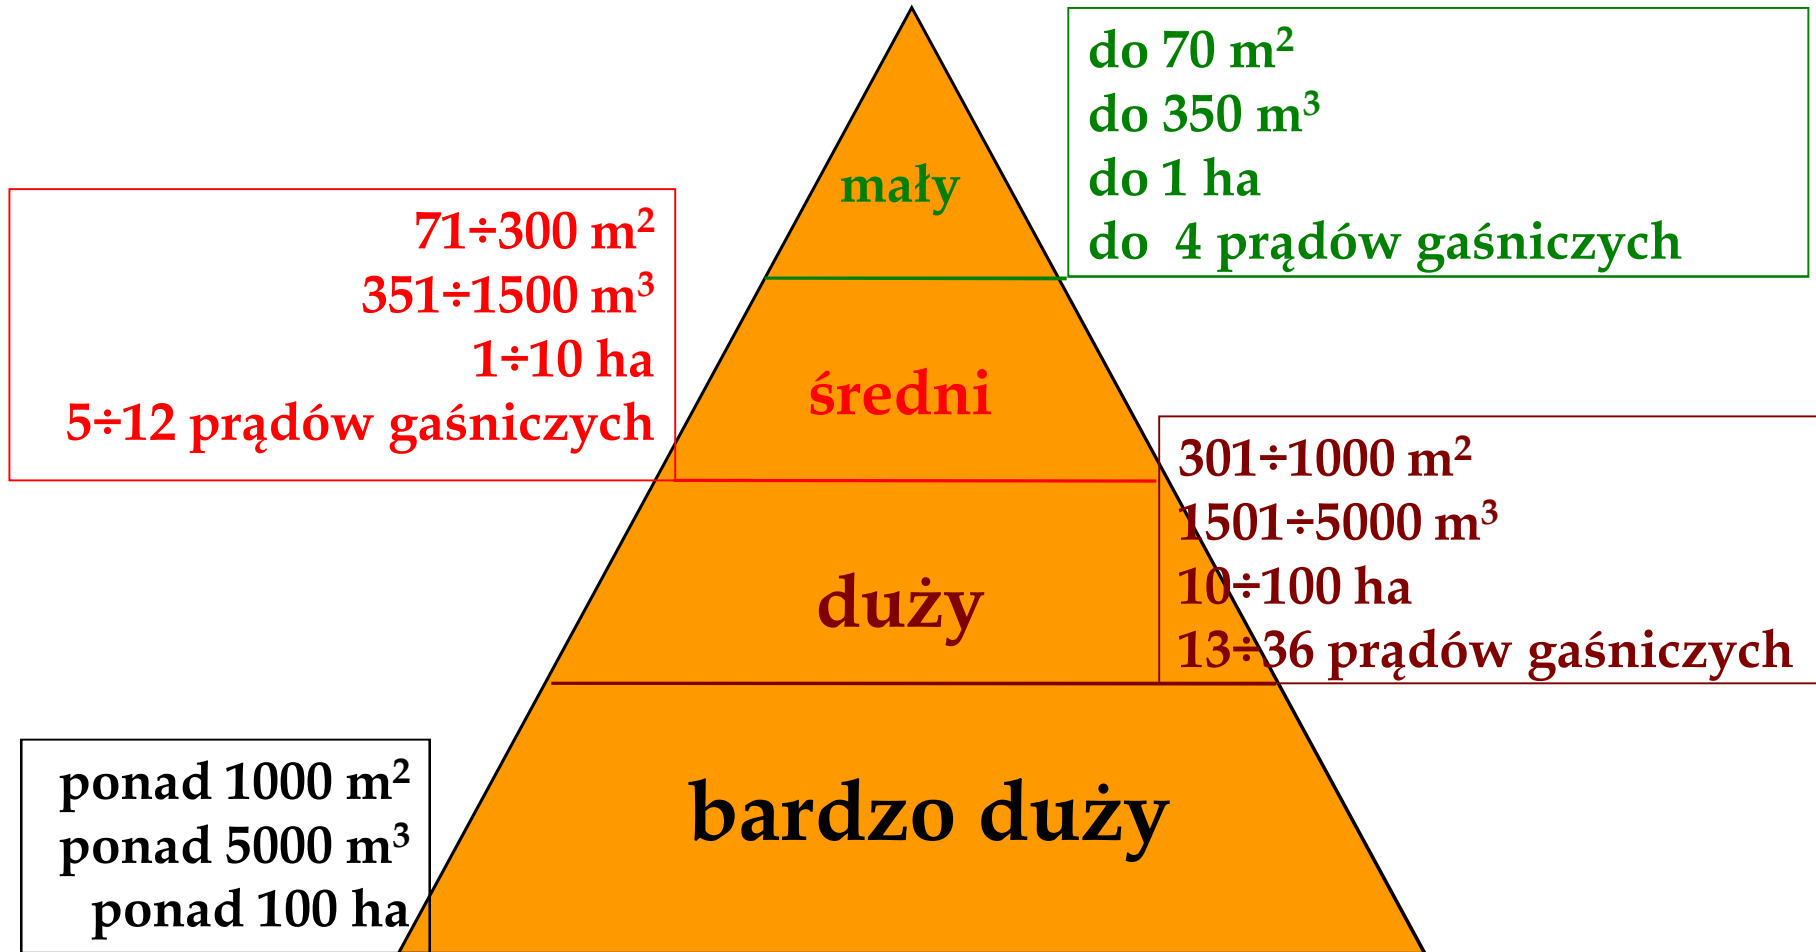 do 70 m²
do 350 m³
do 1 ha
do 4 prądów gaśniczych
mały
71÷300 m²
351÷1500 m³
1÷10 ha
5÷12 prądów gaśniczych
średni
301÷1000 m²
1501÷5000 m³
10÷100 ha
13÷36 prądów gaśniczych
duży
ponad 1000 m²
ponad 5000 m³
ponad 100 ha
bardzo duży